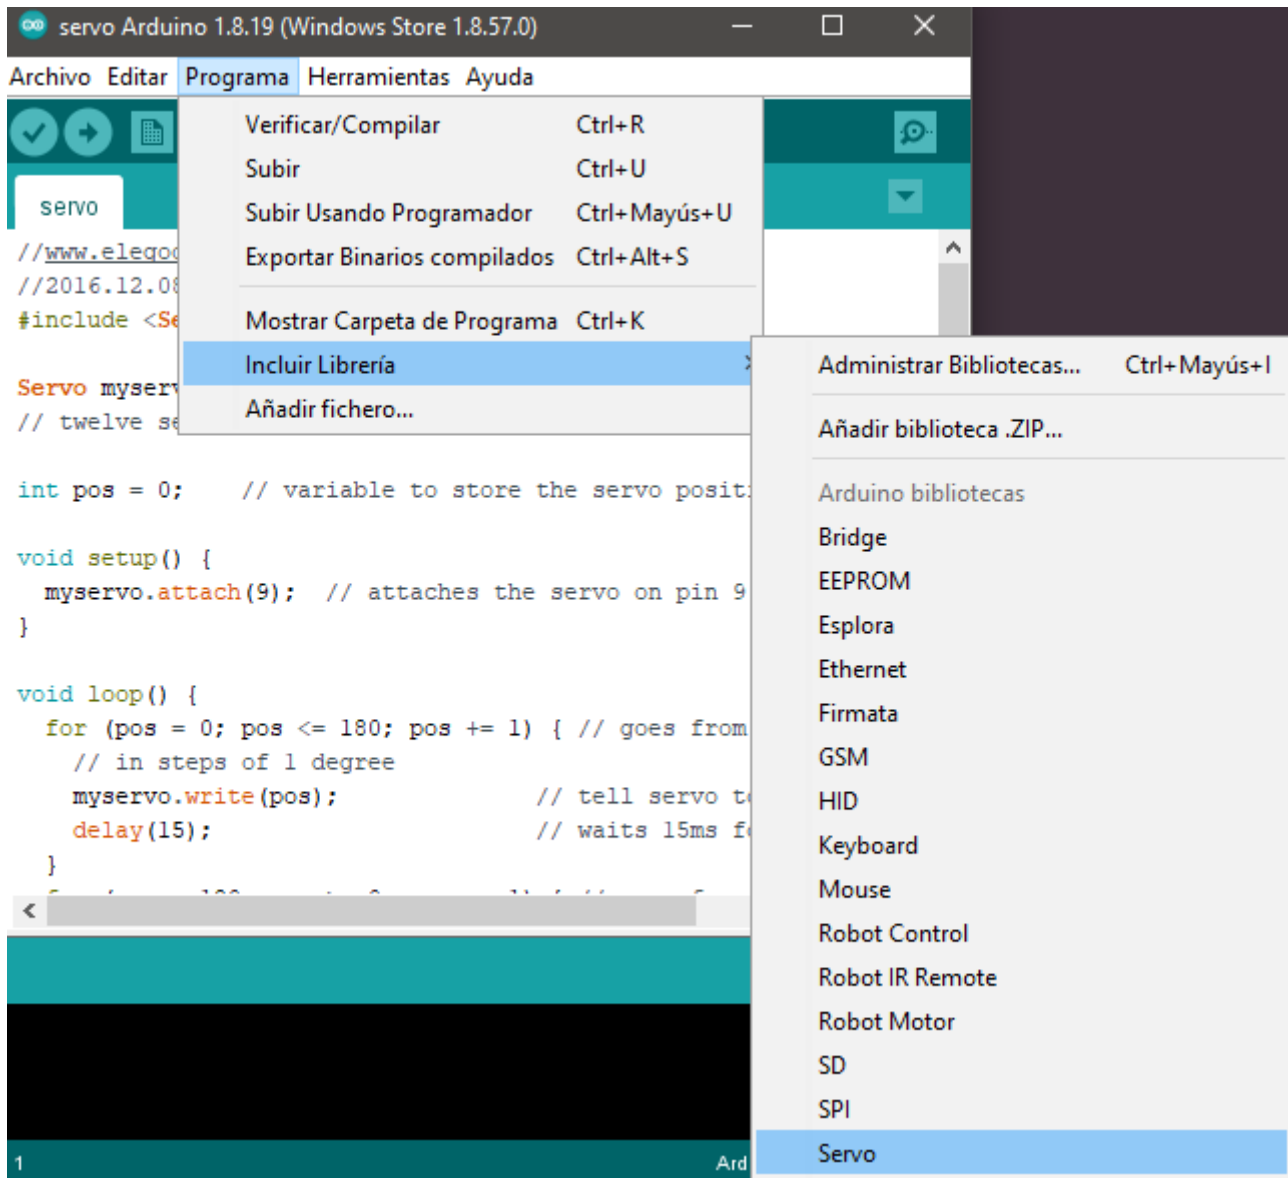 servo Arduino 1.8.19 (Windows Store 1.8.57.0)
Archivo Editar Programa Herramientas Ayuda
Verificar/Compilar Ctrl+R
Subir Ctrl+U
Subir Usando Programador Ctrl+Mayús+U
Exportar Binarios compilados Ctrl+Alt+S
Mostrar Carpeta de Programa Ctrl+K
Incluir Librería
Añadir fichero...
Administrar Bibliotecas... Ctrl+Mayús+I
Añadir biblioteca .ZIP...
Arduino bibliotecas
Bridge
EEPROM
Esplora
Ethernet
Firmata
GSM
HID
Keyboard
Mouse
Robot Control
Robot IR Remote
Robot Motor
SD
SPI
Servo
servo
//www.elegoo
//2016.12.08
#include <Se
Servo myserv
// twelve se
int pos = 0; // variable to store the servo positi
void setup() {
myservo.attach(9); // attaches the servo on pin 9
}
void loop() {
for (pos = 0; pos <= 180; pos += 1) { // goes from
// in steps of 1 degree
myservo.write(pos); // tell servo to
delay(15); // waits 15ms fo
}
1
Ard